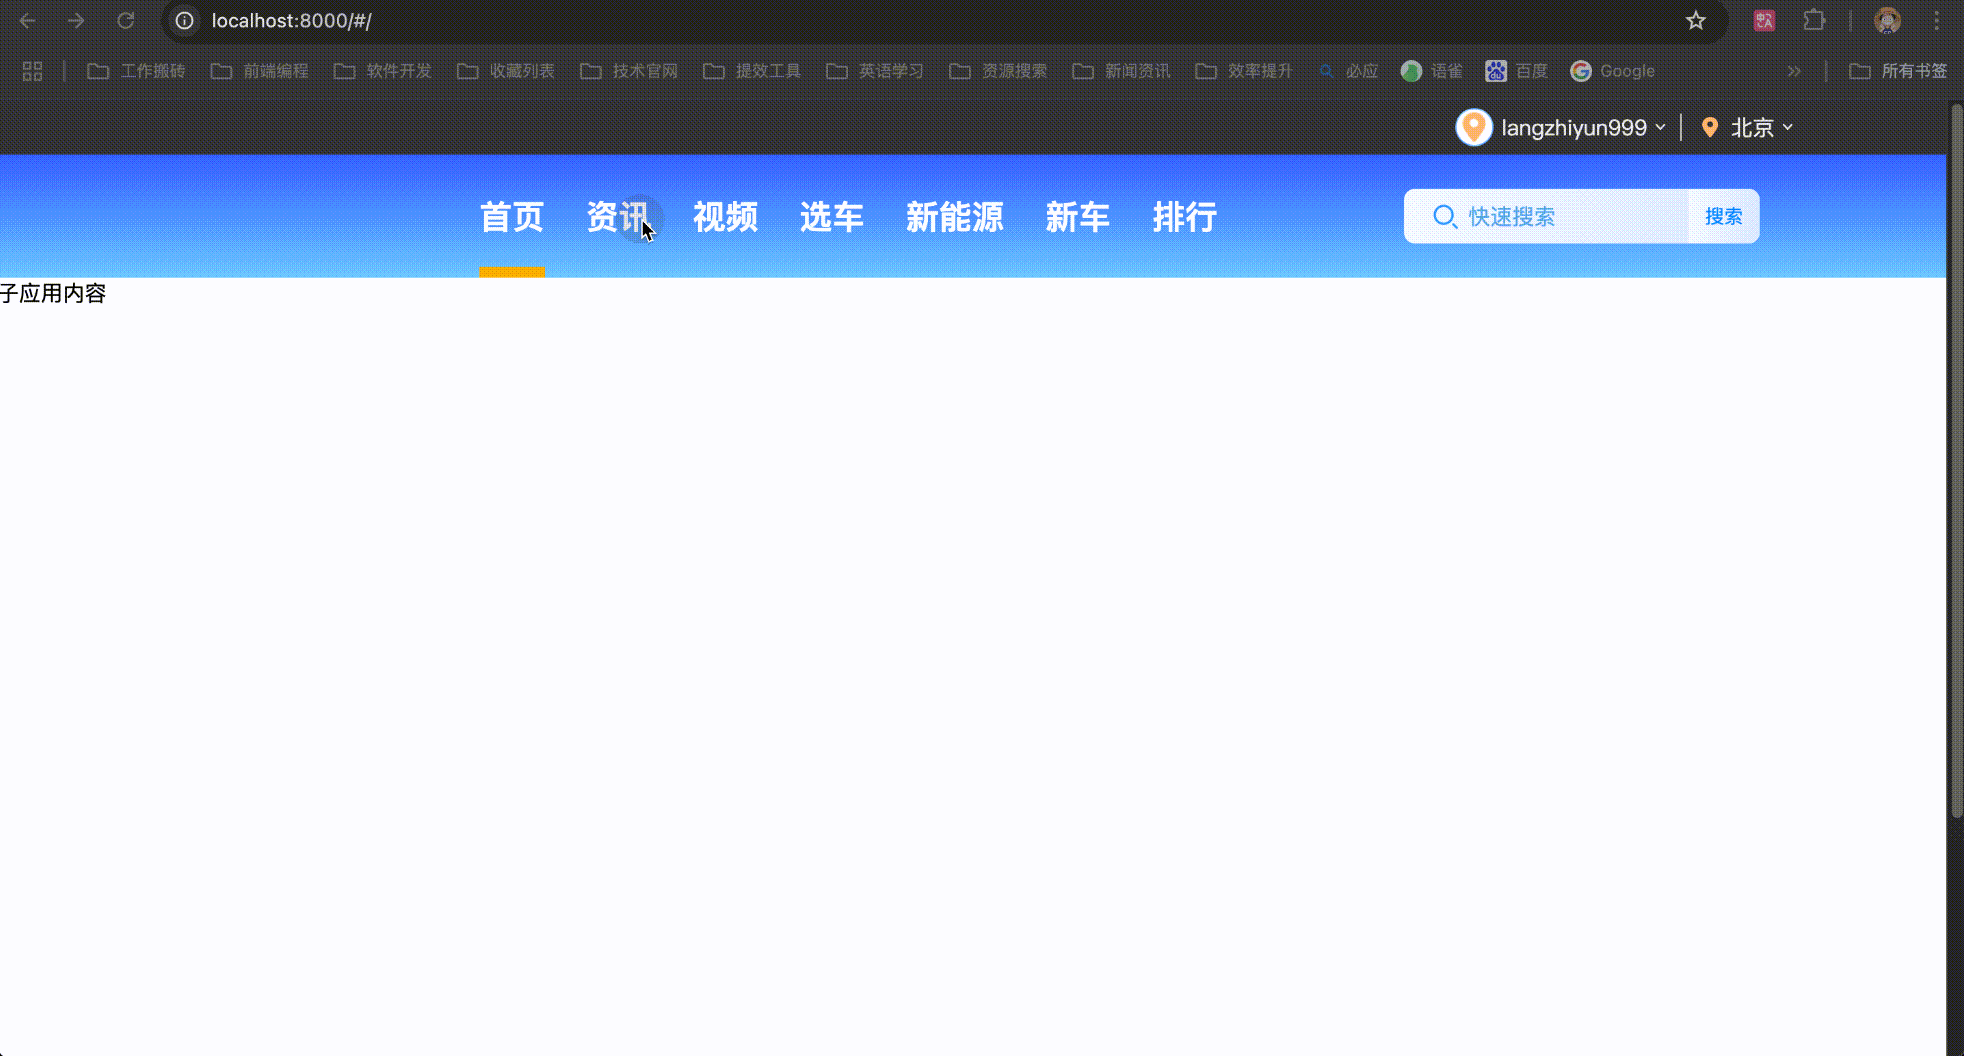 localhost:8000/#/
工作搬砖 前端编程 软件开发 收藏列表 技术官网 提效工具 英语学习 资源搜索 新闻资讯 效率提升 必应 语雀 百度 Google » 所有书签
langzhiyun999 北京
首页 资讯 视频 选车 新能源 新车 排行 快速搜索 搜索
子应用内容